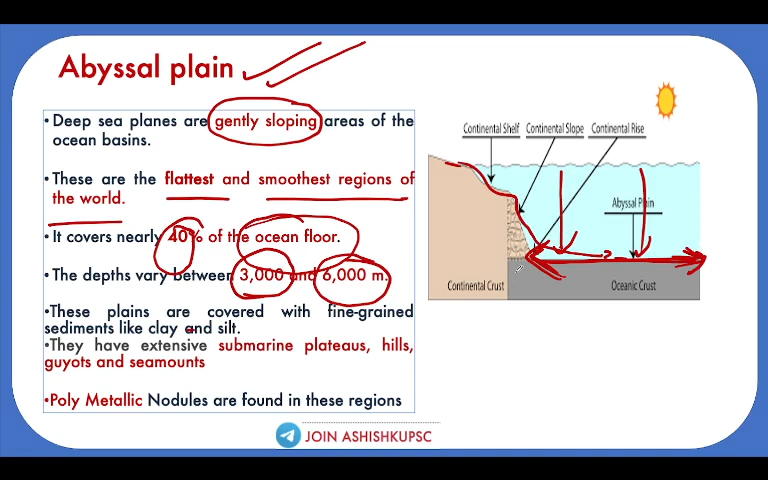 Abyssal plain
•Deep sea planes are gently sloping areas of the
ocean basins.
•These are the flattest and smoothest regions of
the world.
•It covers nearly 40% of the ocean floor.
•The depths vary between 3,000 and 6,000 m.
•These plains are covered with fine-grained
sediments like clay and silt.
•They have extensive submarine plateaus, hills,
guyots and seamounts
•Poly Metallic Nodules are found in these regions
Continental Shelf Continental Slope Continental Rise
Abyssal Plain
Continental Crust Oceanic Crust
JOIN ASHISHKUPSC